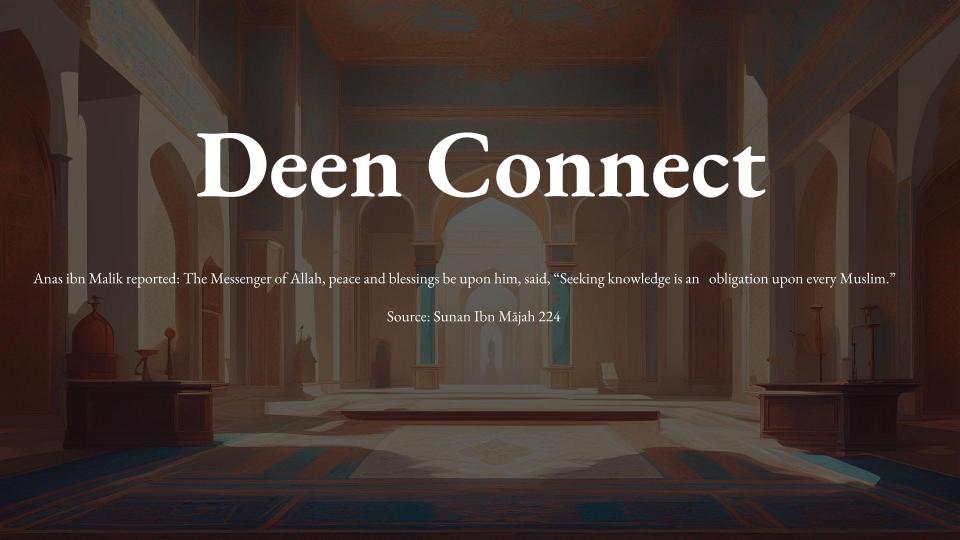 Deen Connect
Anas ibn Malik reported: The Messenger of Allah, peace and blessings be upon him, said, “Seeking knowledge is an  obligation upon every Muslim.”
Source: Sunan Ibn Mājah 224